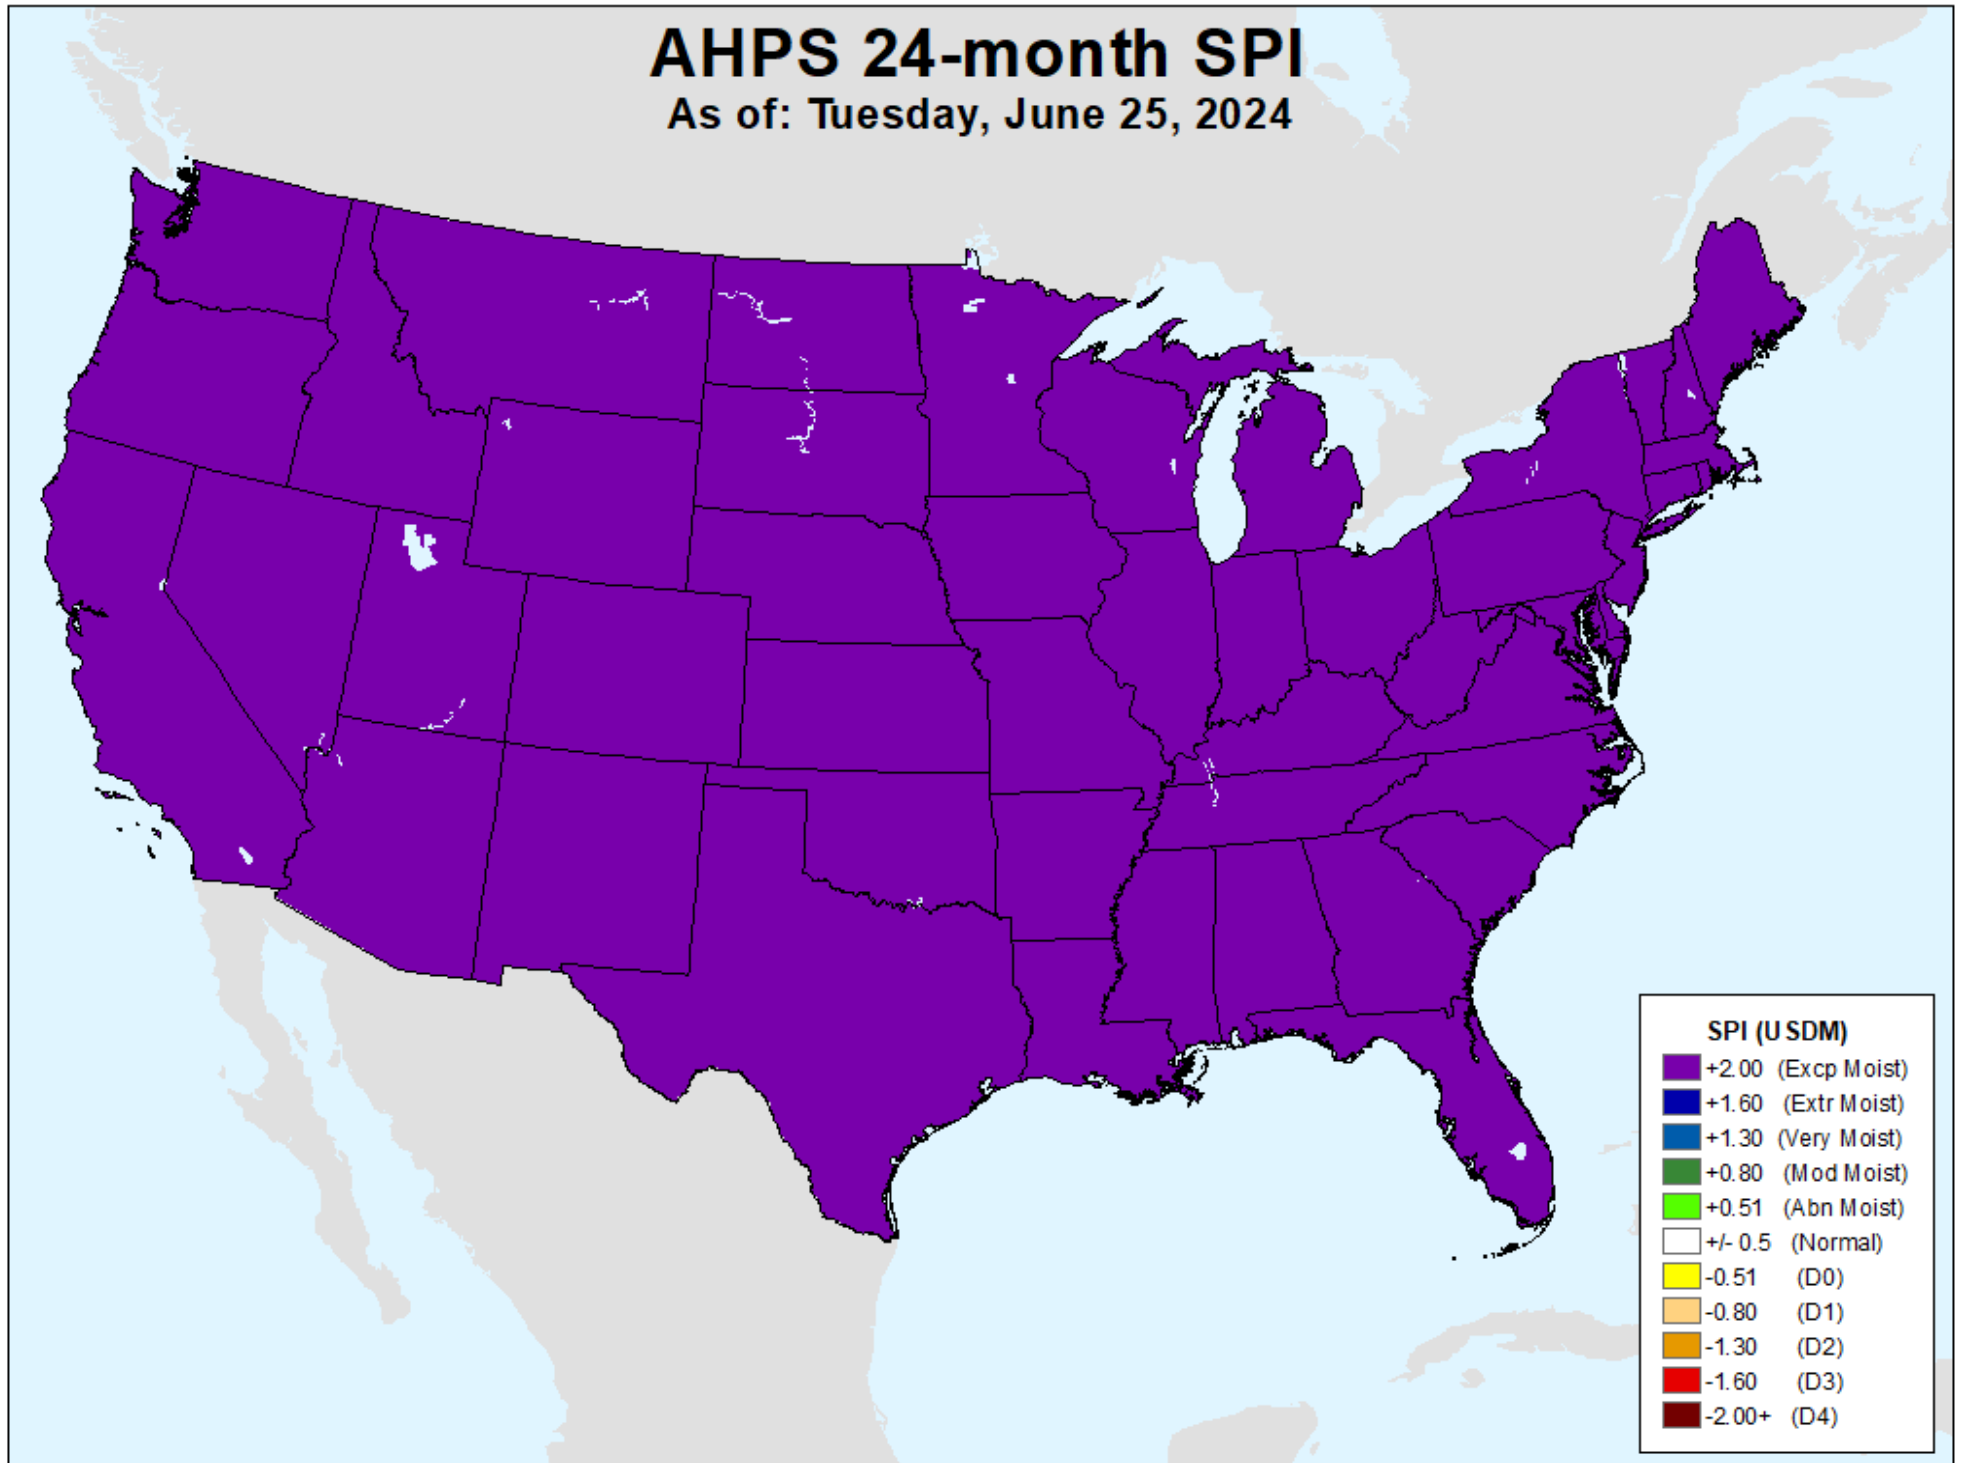 AHPS 24-month SPI
As of: Tuesday, June 25, 2024
SPI (USDM)
+2.00 (Excp Moist)
+1.60 (Extr Moist)
+1.30 (Very Moist)
+0.80 (Mod Moist)
+0.51 (Abn Moist)
+/- 0.5 (Normal)
-0.51 (D0)
-0.80 (D1)
-1.30 (D2)
-1.60 (D3)
-2.00+ (D4)